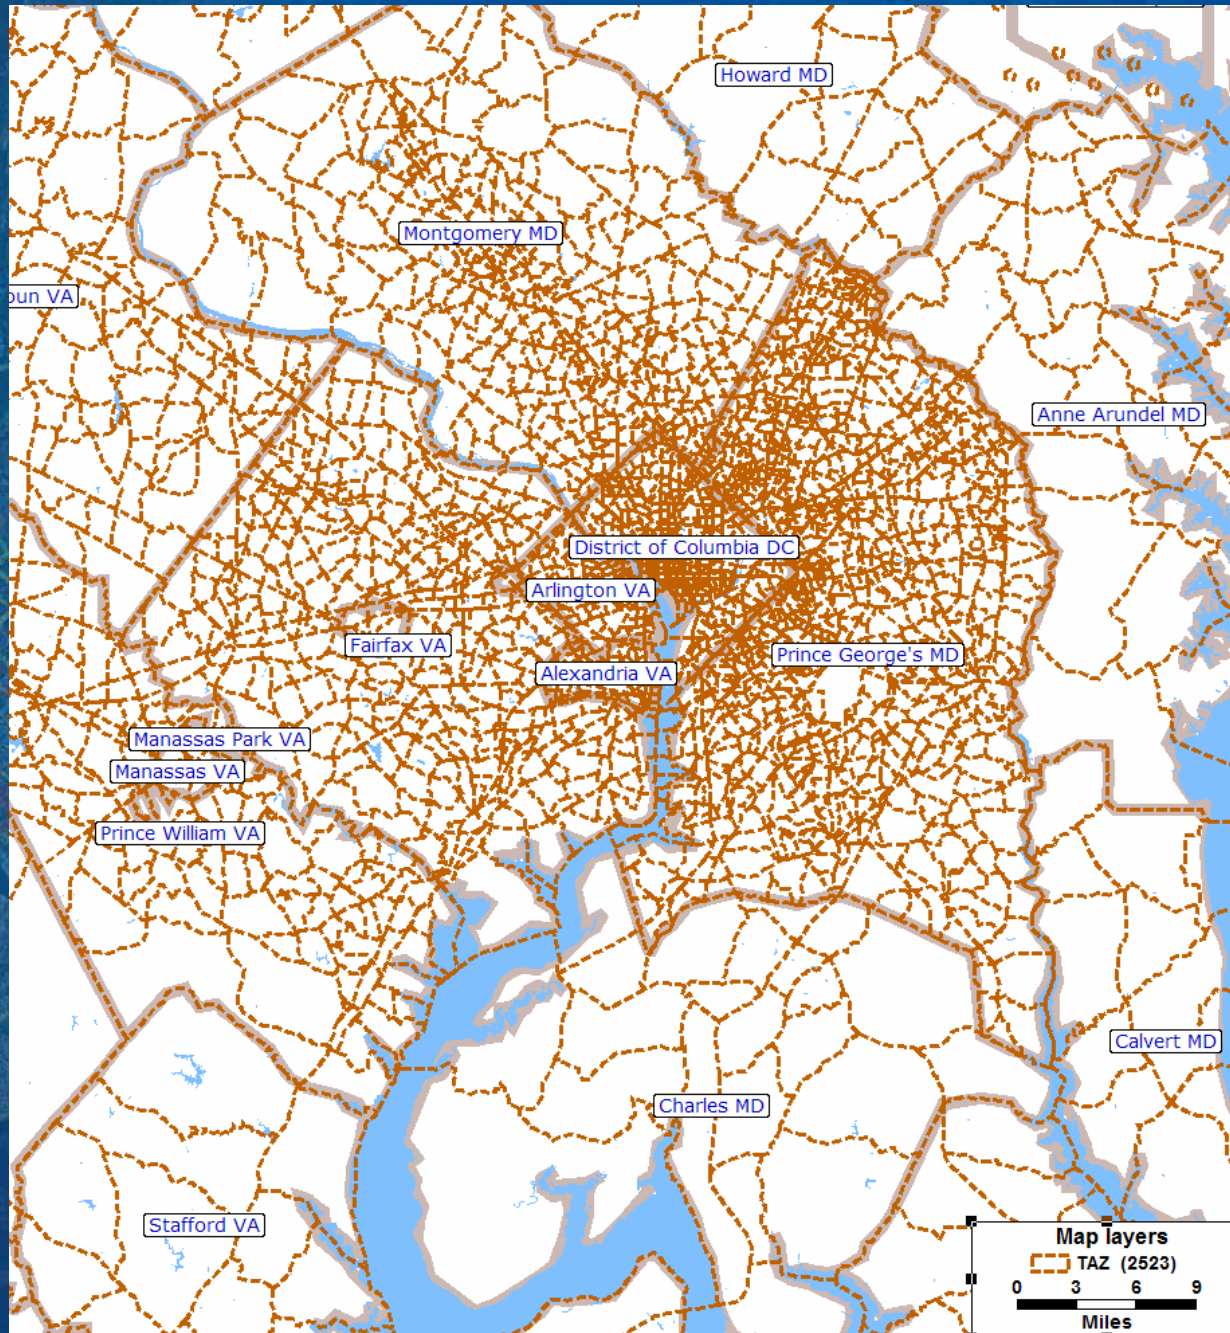 Howard MD
Montgomery MD
oun VA
Anne Arundel MD
District of Columbia DC
Arlington VA
Fairfax VA
Prince George's MD
Alexandria VA
Manassas Park VA
Manassas VA
Prince William VA
Calvert MD
Charles MD
Stafford VA
Map layers
TAZ (2523)
0 3 6 9
Miles